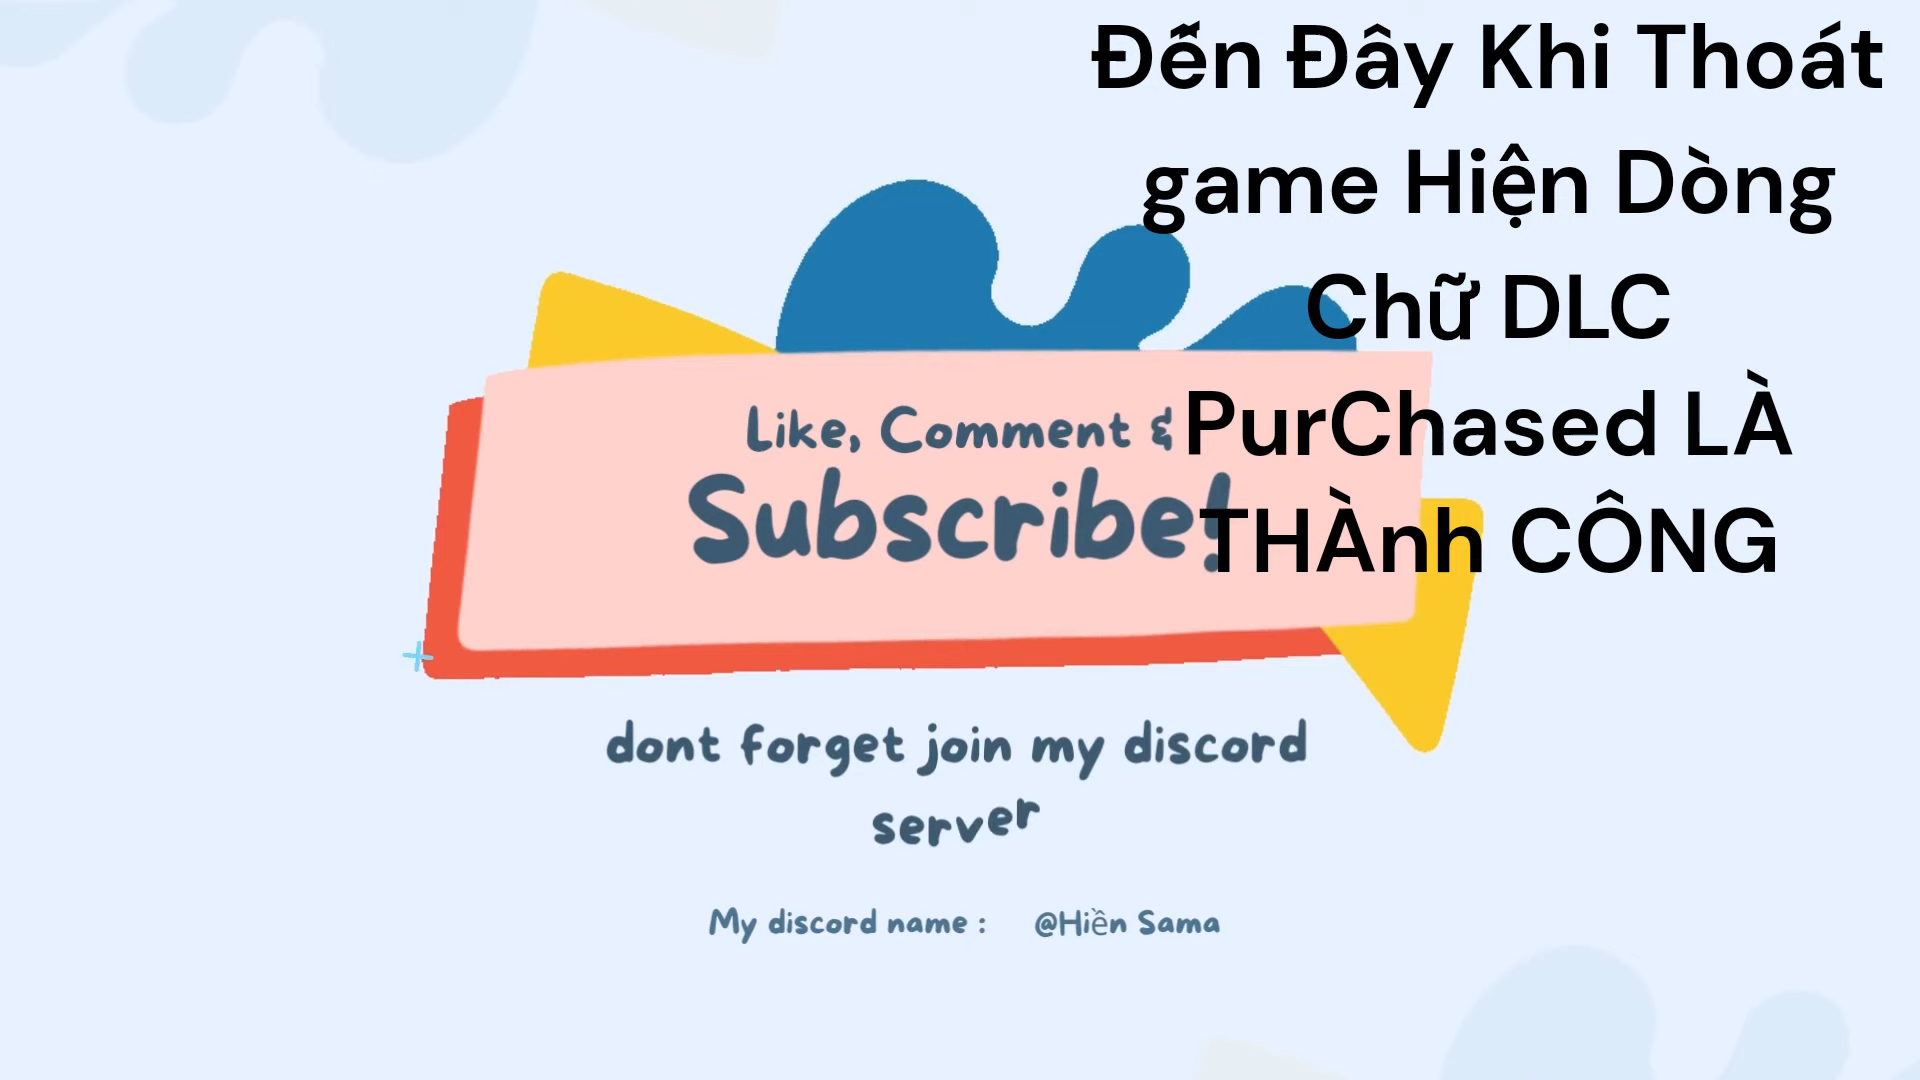 Đễn Đây Khi Thoát
game Hiện Dòng
Chữ DLC
PurChased LÀ
THÀnh CÔNG
Like, Comment &
Subscribe!
dont forget join my discord
server
My discord name : @Hiền Sama